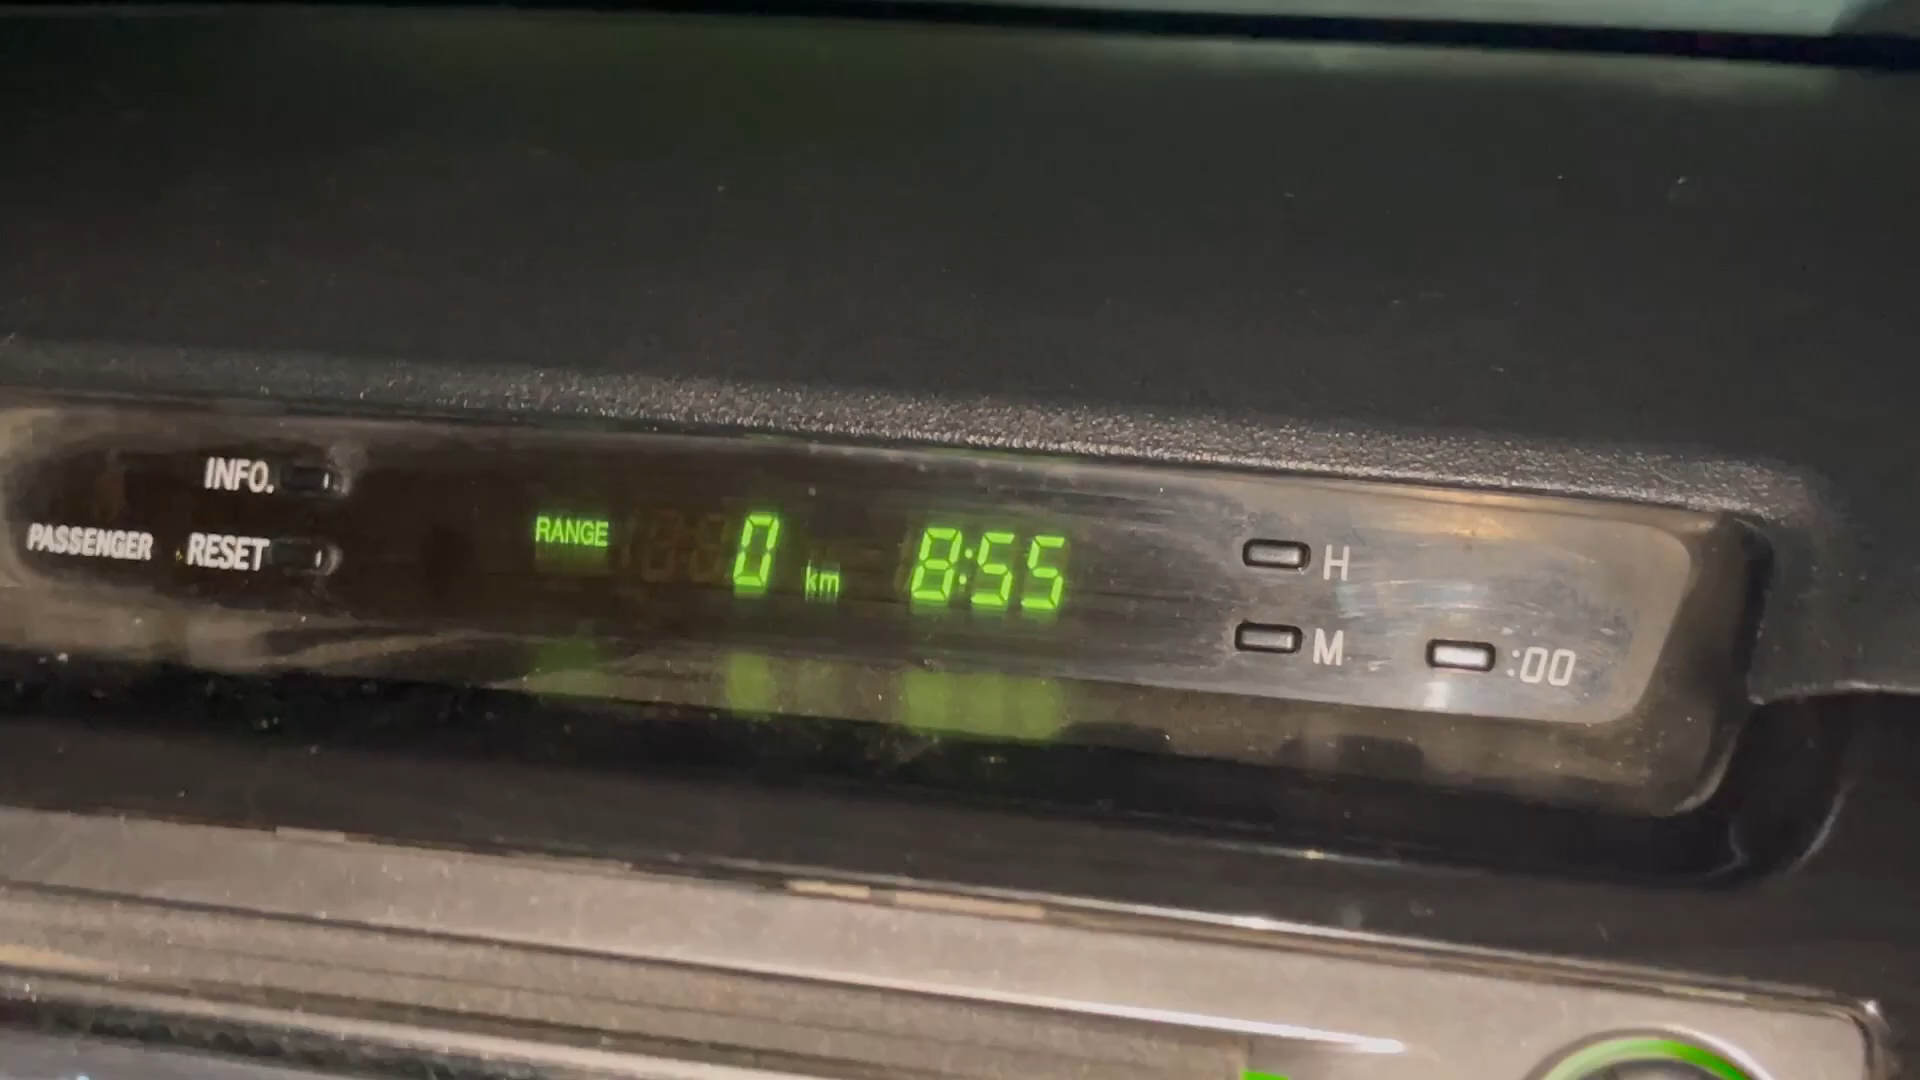 INFO.
PASSENGER RESET
RANGE 0 km 8:55
H
M :00